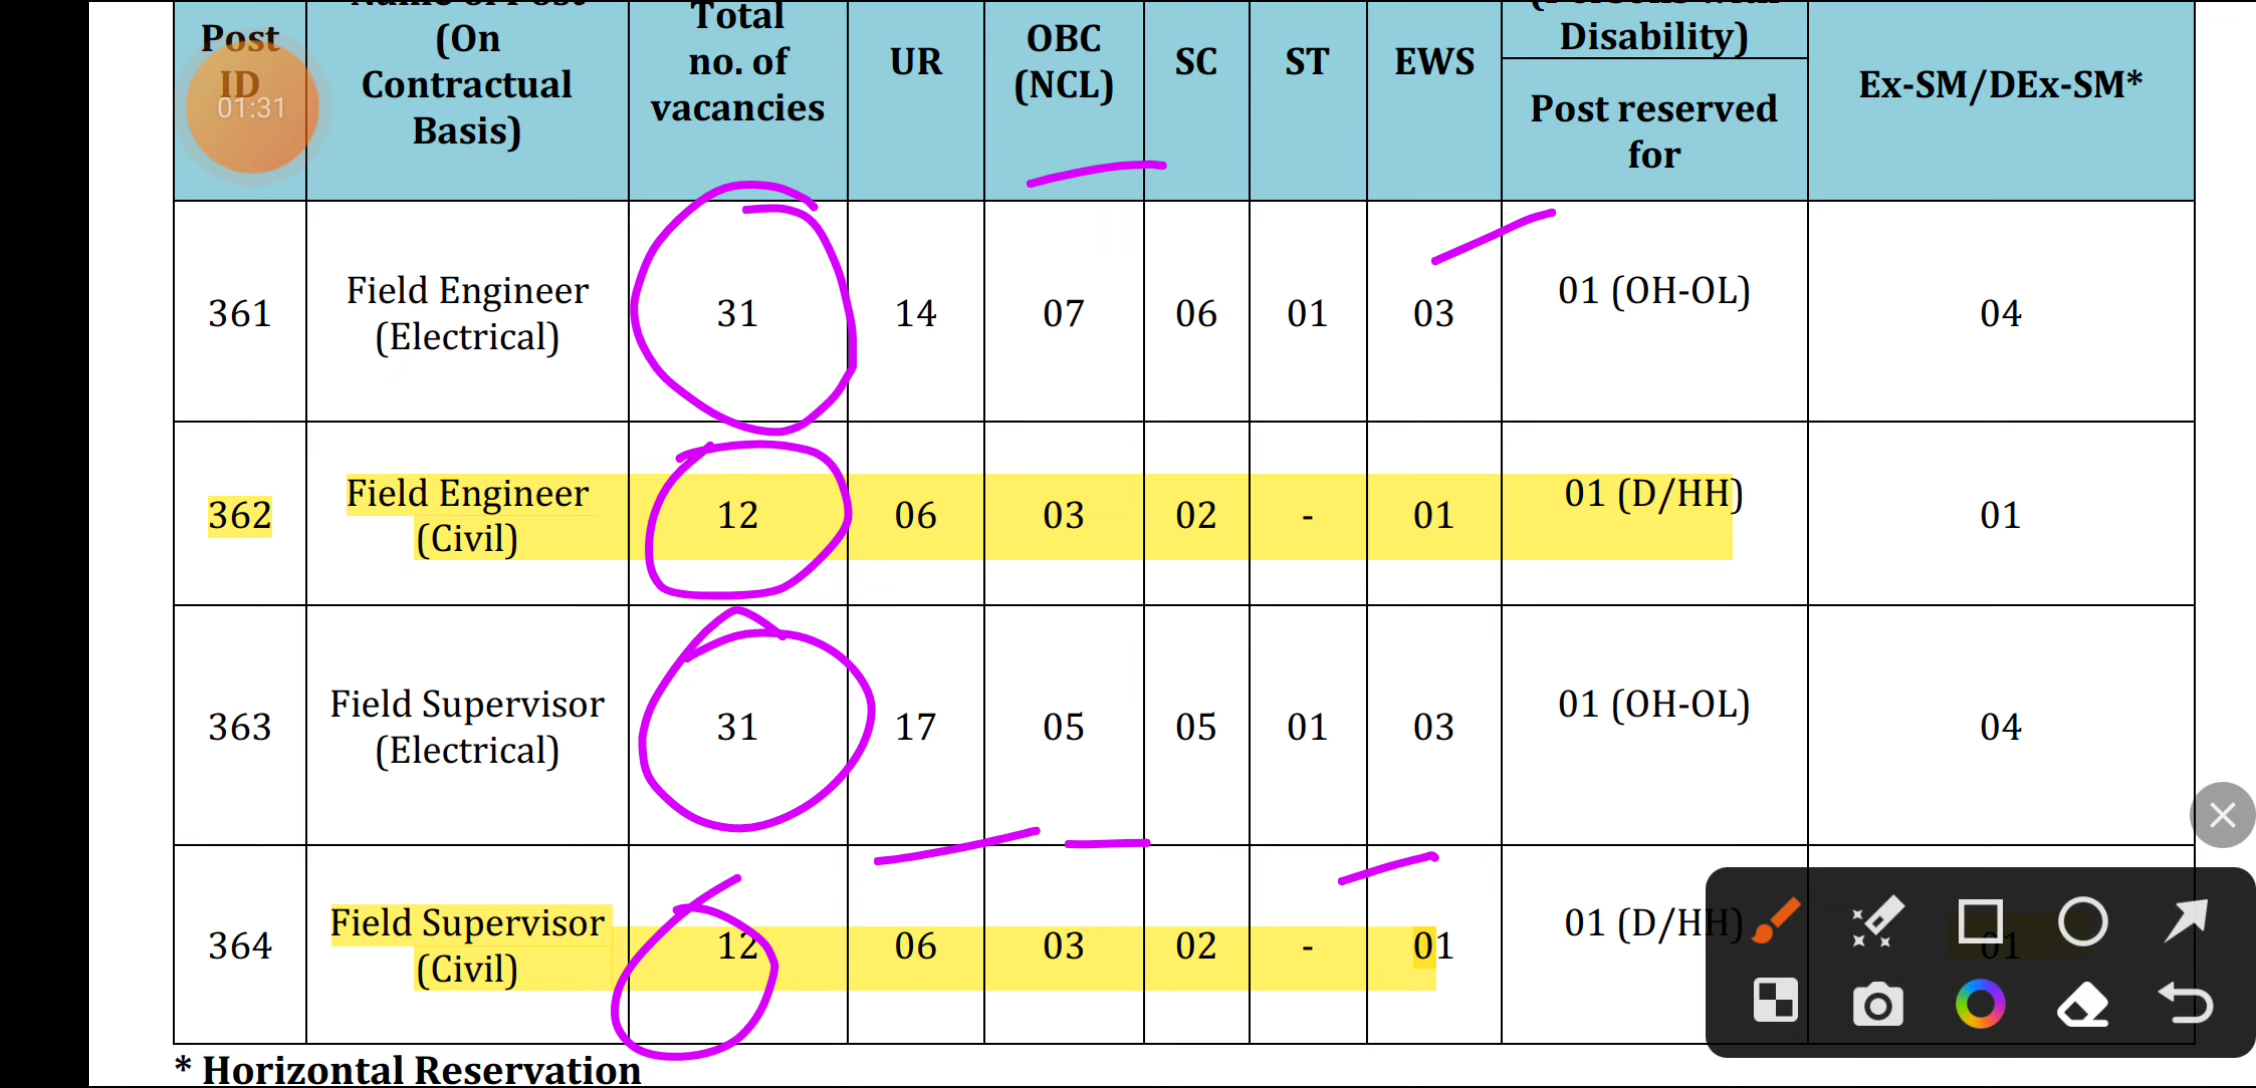 Post
ID
01:31
(On
Contractual
Basis)
Total
no. of
vacancies
UR
OBC
(NCL)
SC
ST
EWS
Disability)
Post reserved
for
Ex-SM/DEx-SM*
361
Field Engineer
(Electrical)
31
14
07
06
01
03
01 (OH-OL)
04
362
Field Engineer
(Civil)
12
06
03
02
-
01
01 (D/HH)
01
363
Field Supervisor
(Electrical)
31
17
05
05
01
03
01 (OH-OL)
04
364
Field Supervisor
(Civil)
12
06
03
02
-
01
01 (D/HH)
01
* Horizontal Reservation